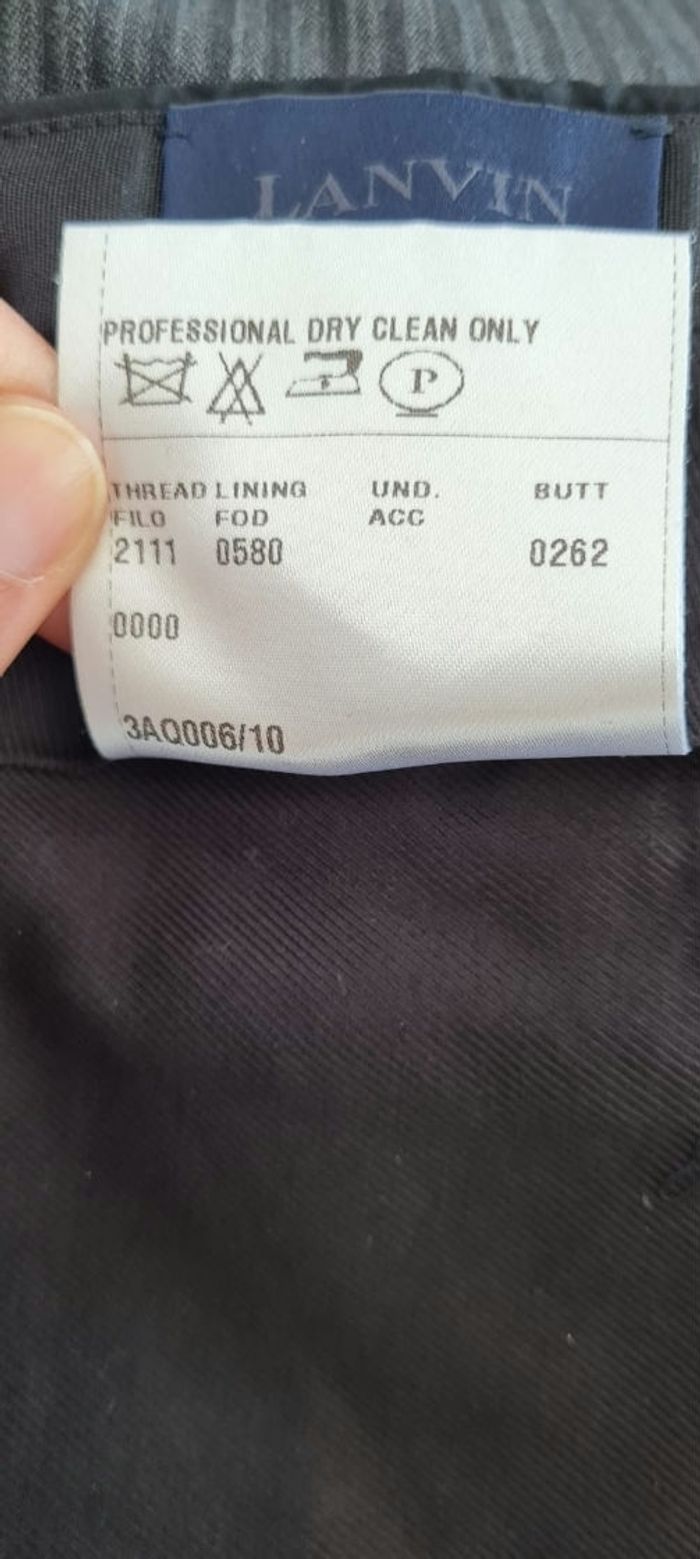 LANVIN
PROFESSIONAL DRY CLEAN ONLY
P
THREAD LINING UND. BUTT
FILO FOD ACC
2111 0580 0262
0000
3AQ006/10